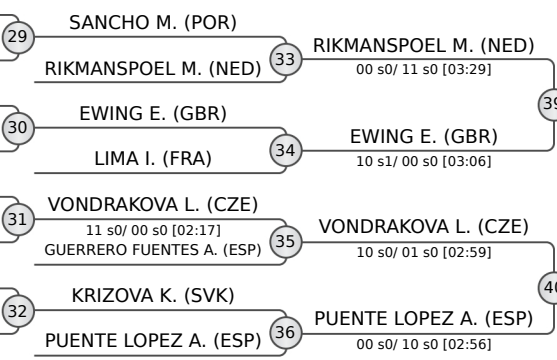 29
SANCHO M. (POR)
RIKMANSPOEL M. (NED)
33
RIKMANSPOEL M. (NED)
00 s0/ 11 s0 [03:29]
30
EWING E. (GBR)
LIMA I. (FRA)
34
EWING E. (GBR)
10 s1/ 00 s0 [03:06]
39
31
VONDRAKOVA L. (CZE)
11 s0/ 00 s0 [02:17]
GUERRERO FUENTES A. (ESP)
35
VONDRAKOVA L. (CZE)
10 s0/ 01 s0 [02:59]
32
KRIZOVA K. (SVK)
PUENTE LOPEZ A. (ESP)
36
PUENTE LOPEZ A. (ESP)
00 s0/ 10 s0 [02:56]
40